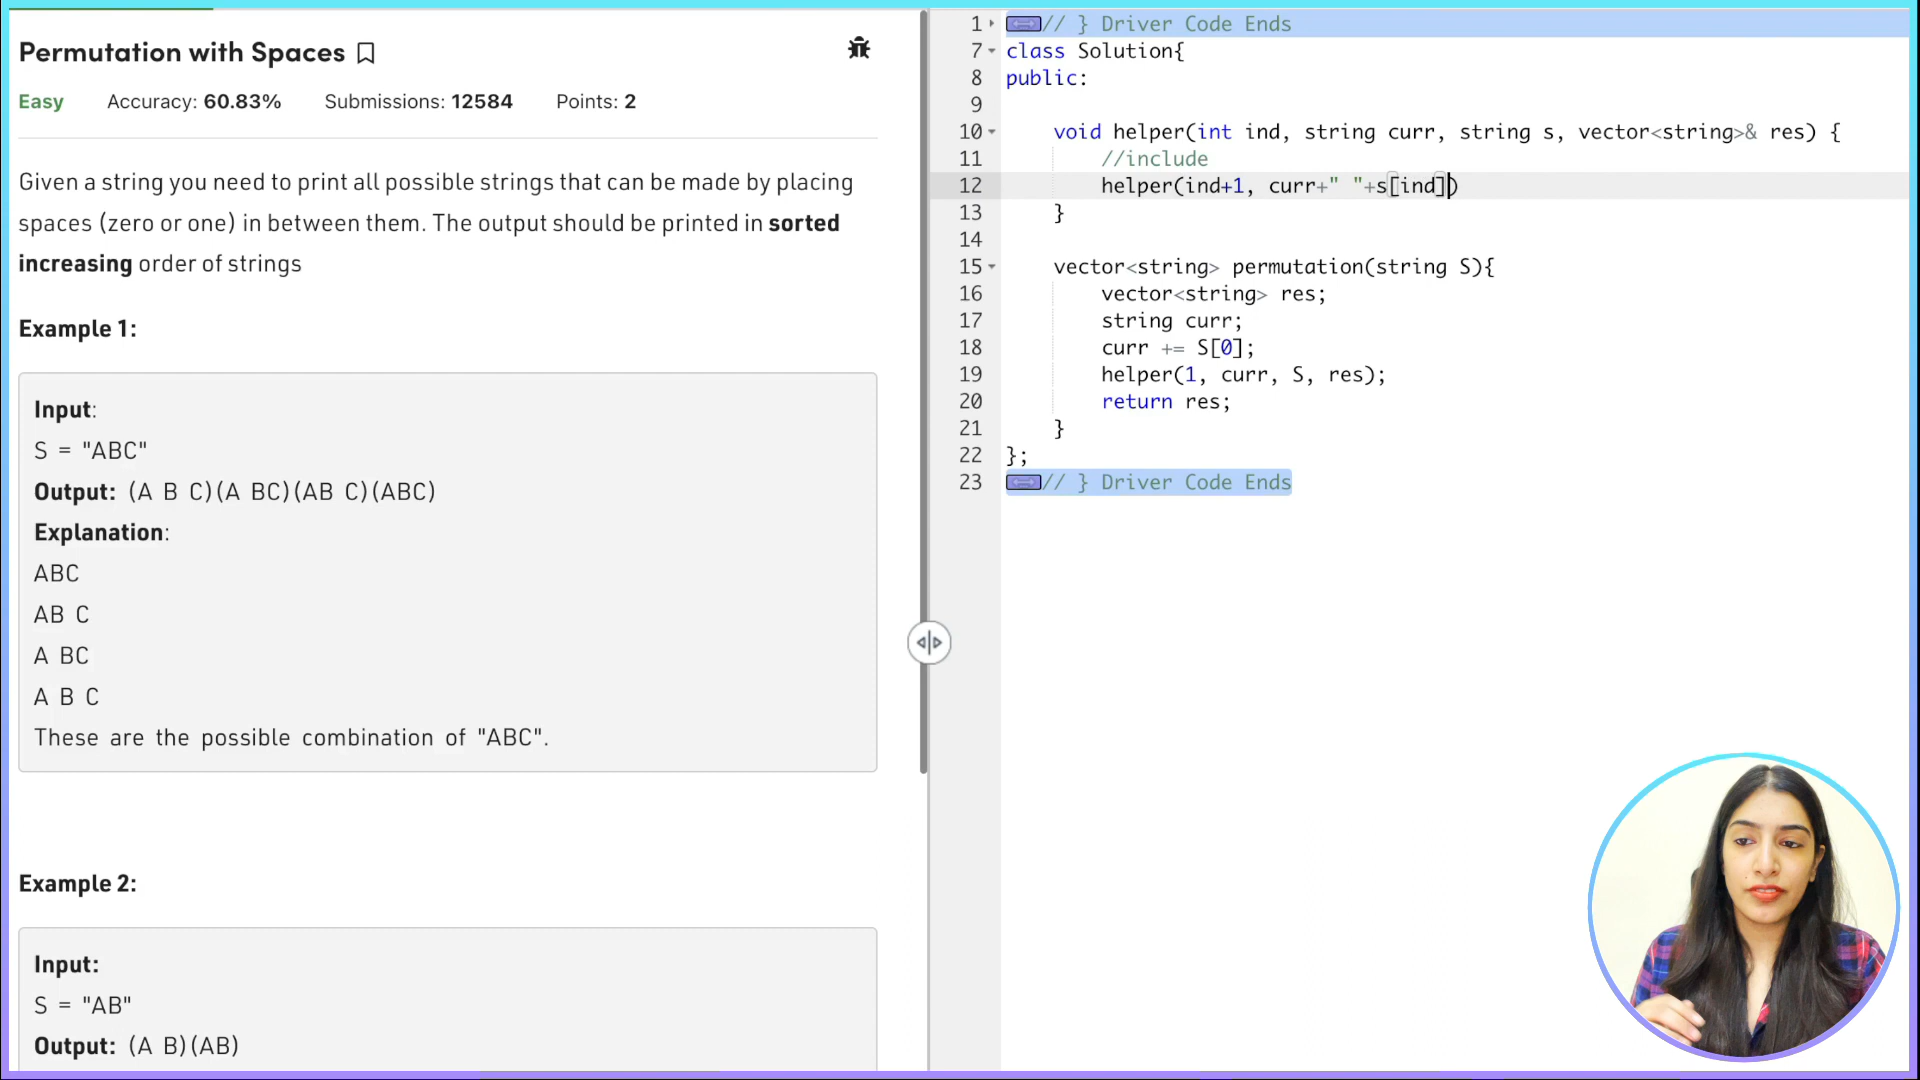 Permutation with Spaces
Easy Accuracy: 60.83% Submissions: 12584 Points: 2
Given a string you need to print all possible strings that can be made by placing
spaces (zero or one) in between them. The output should be printed in sorted
increasing order of strings
Example 1:
Input:
S = "ABC"
Output: (A B C)(A BC)(AB C)(ABC)
Explanation:
ABC
AB C
A BC
A B C
These are the possible combination of "ABC".
Example 2:
Input:
S = "AB"
Output: (A B)(AB)
1 // } Driver Code Ends
7 class Solution{
8 public:
9
10 void helper(int ind, string curr, string s, vector<string>& res) {
11 //include
12 helper(ind+1, curr+" "+s[ind])
13 }
14
15 vector<string> permutation(string S){
16 vector<string> res;
17 string curr;
18 curr += S[0];
19 helper(1, curr, S, res);
20 return res;
21 }
22 };
23 // } Driver Code Ends